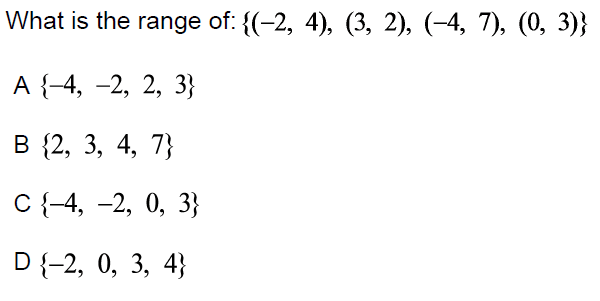 What is the range of: {(–2, 4), (3, 2), (–4, 7), (0, 3)}
A {–4, –2, 2, 3}
B {2, 3, 4, 7}
C {–4, –2, 0, 3}
D {–2, 0, 3, 4}